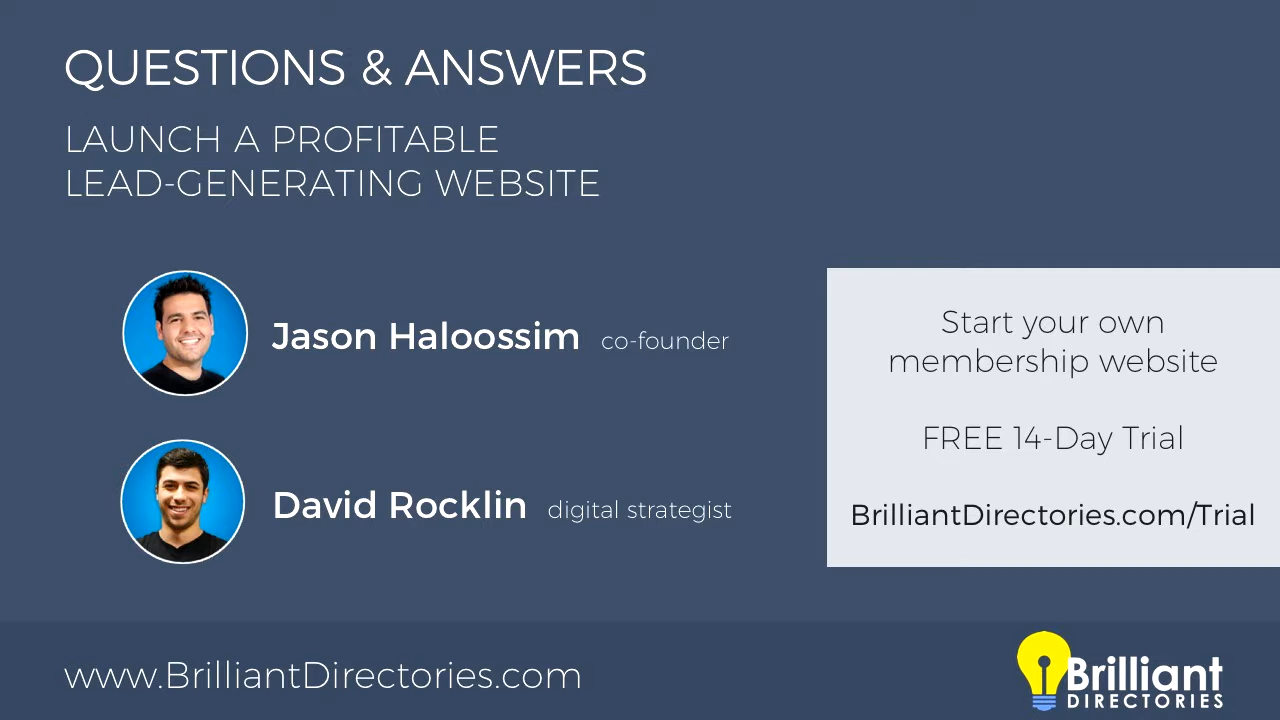 QUESTIONS & ANSWERS
LAUNCH A PROFITABLE
LEAD-GENERATING WEBSITE
Jason Haloossim co-founder
David Rocklin digital strategist
Start your own
membership website
FREE 14-Day Trial
BrilliantDirectories.com/Trial
www.BrilliantDirectories.com
Brilliant
DIRECTORIES